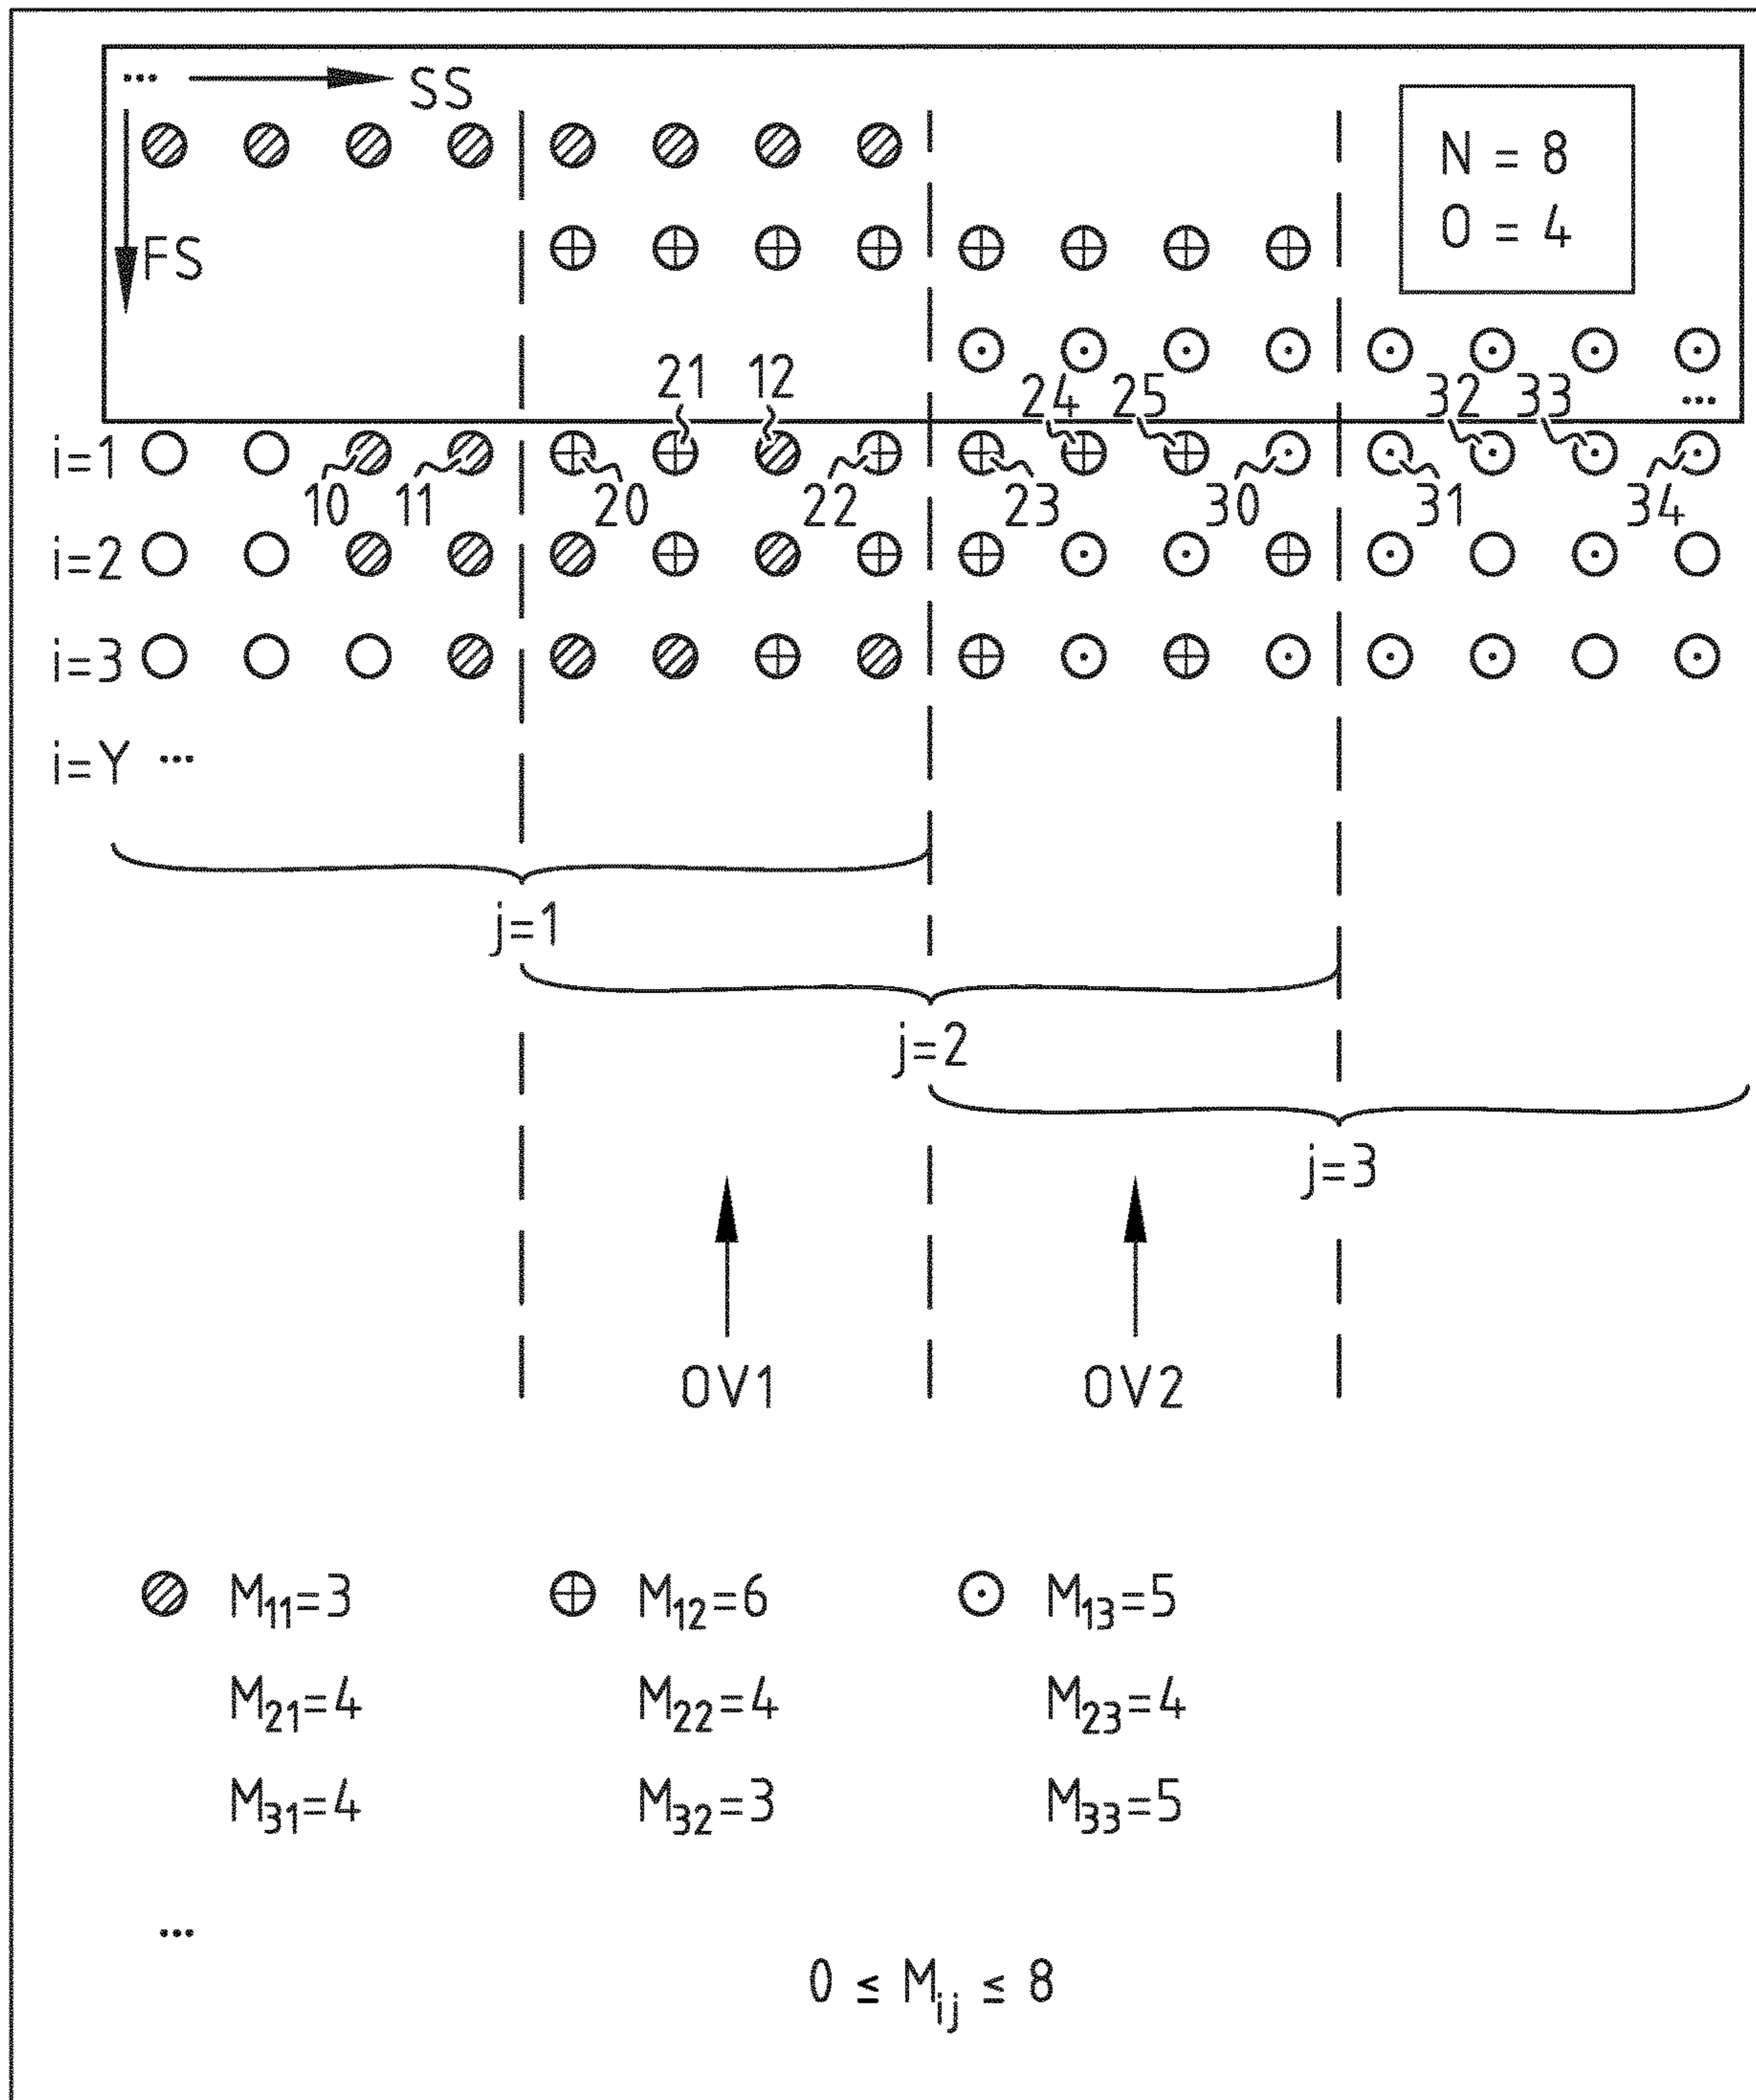 ... SS
N = 8
FS
O = 4
21 12 24 25 32 33 ...
i=1
10 11 20 22 23 30 31 34
i=2
i=3
i=Y ...
j=1
j=2
j=3
OV1 OV2
M11=3 M12=6 M13=5
M21=4 M22=4 M23=4
M31=4 M32=3 M33=5
...
0 ≤ Mij ≤ 8